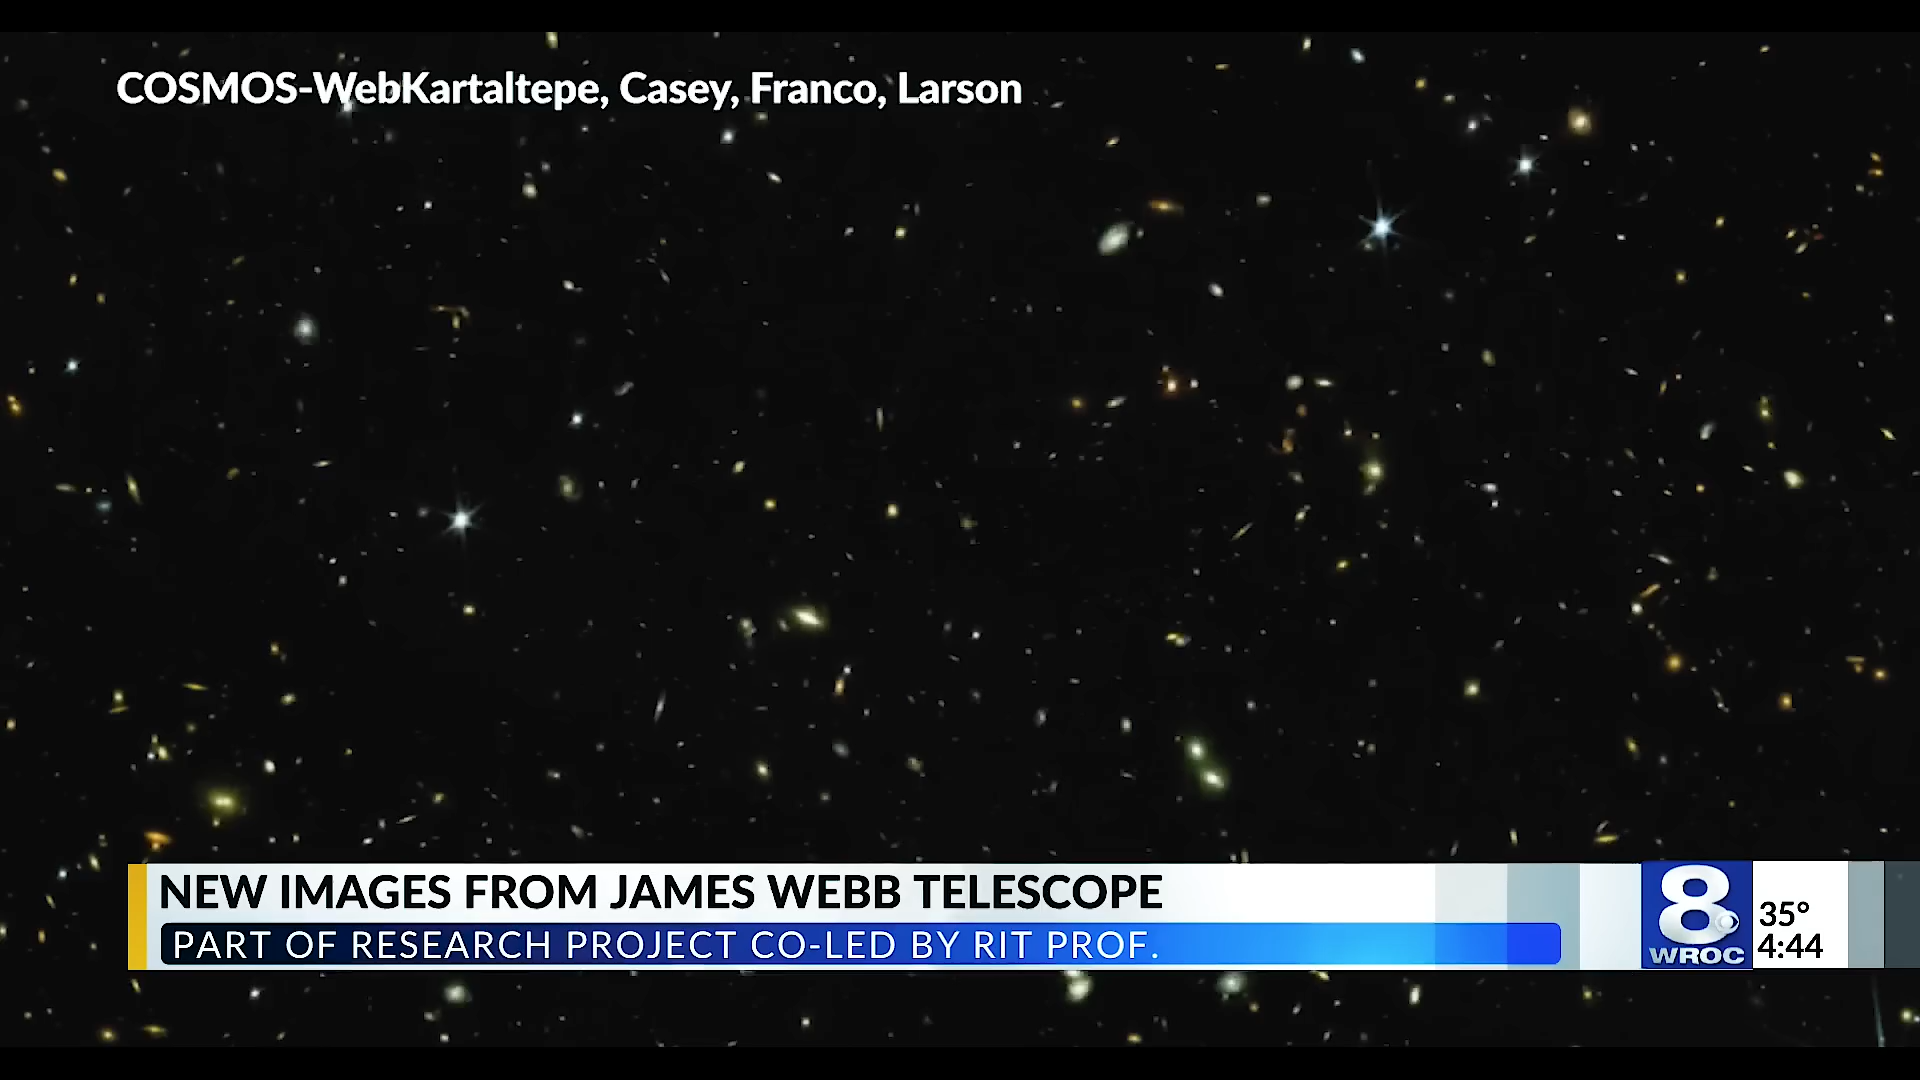 COSMOS-WebKartaltepe, Casey, Franco, Larson
NEW IMAGES FROM JAMES WEBB TELESCOPE
PART OF RESEARCH PROJECT CO-LED BY RIT PROF.
8
WROC
35°
4:44